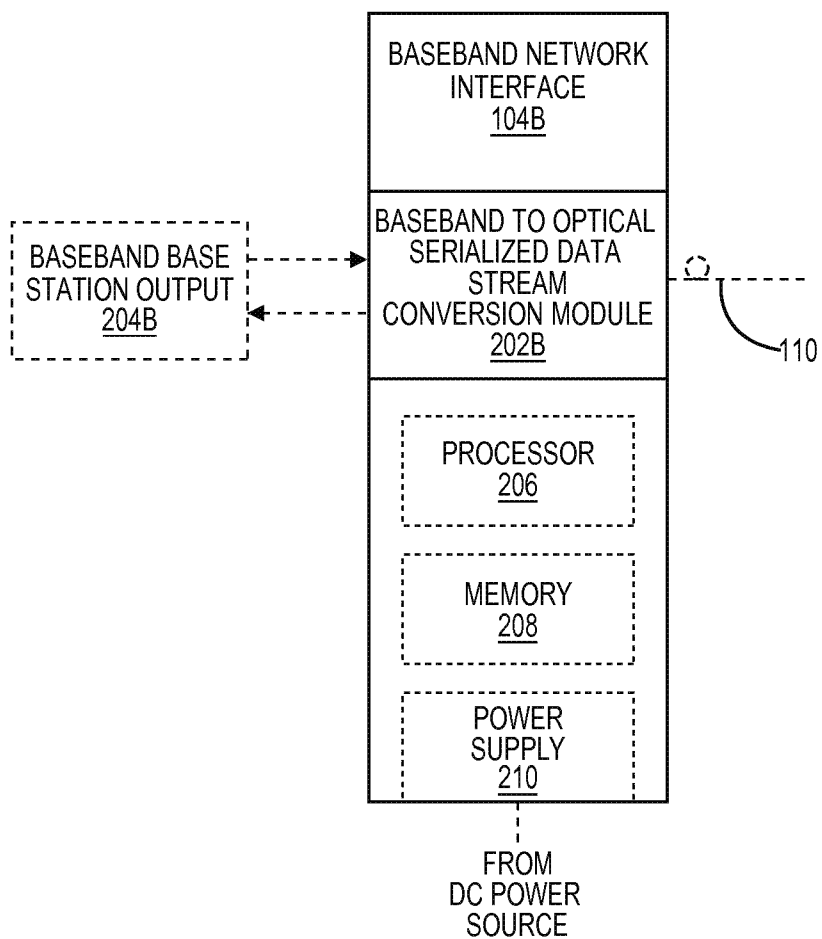 BASEBAND NETWORK
INTERFACE
104B
BASEBAND BASE
STATION OUTPUT
204B
BASEBAND TO OPTICAL
SERIALIZED DATA
STREAM
CONVERSION MODULE
202B
110
PROCESSOR
206
MEMORY
208
POWER
SUPPLY
210
FROM
DC POWER
SOURCE